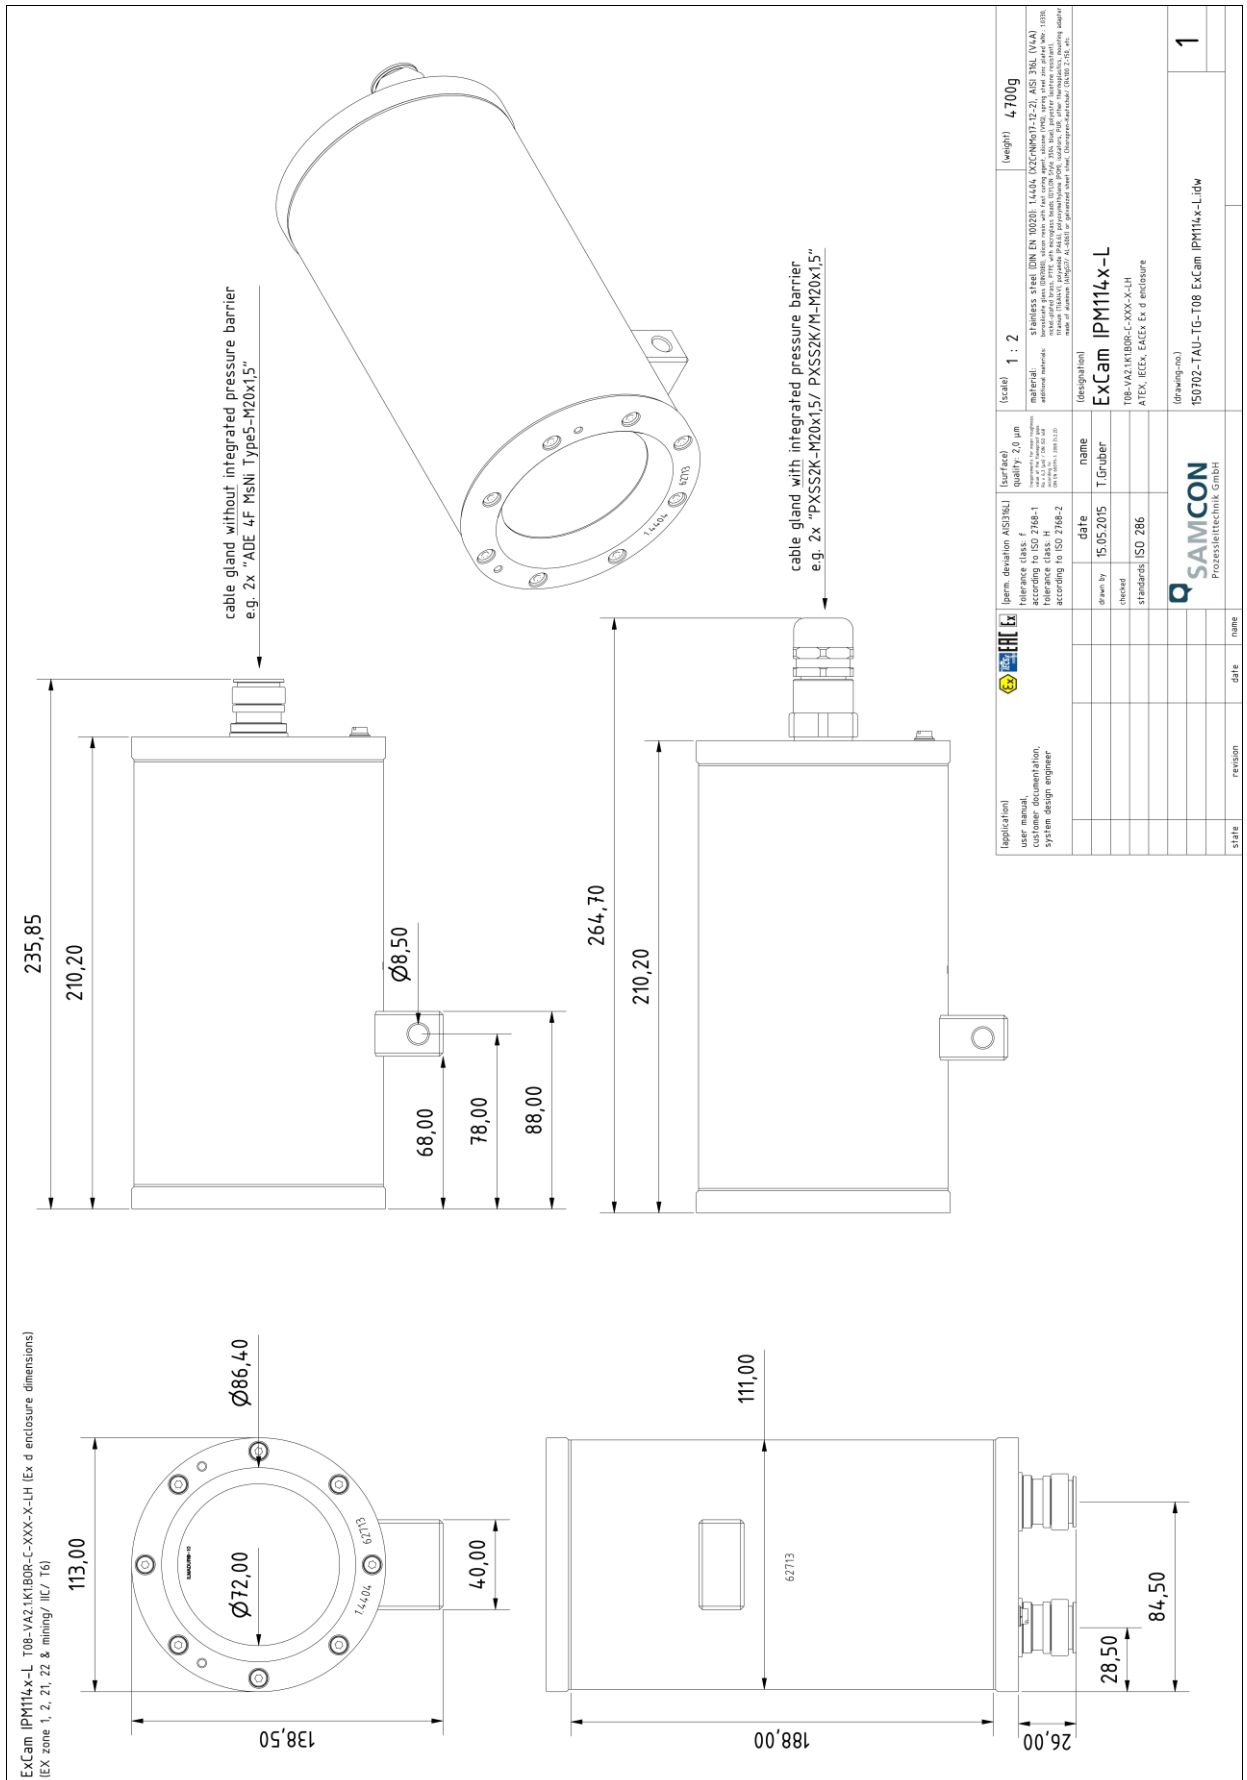 ExCam IPM114x-L T08-VA2.1.K1.BOR-C-XXX-X-LH (Ex d enclosure dimensions)
(EX zone 1, 2, 21, 22 & mining/ IIC/ T6)
113,00
Ø86,40
Ø72,00
40,00
138,50
1.4404
62713
235,85
210,20
Ø8,50
68,00
78,00
88,00
cable gland without integrated pressure barrier
e.g. 2x "ADE 4F MsNi Type5-M20x1,5"
111,00
62713
188,00
26,00
28,50
84,50
264,70
210,20
cable gland with integrated pressure barrier
e.g. 2x "PXSS2K-M20x1,5/ PXSS2K/M-M20x1,5"
1.4404
62713
(application)
user manual,
customer documentation,
system design engineer
Ex
EAC Ex
(perm. deviation AISI316L)
tolerance class: f
according to ISO 2768-1
tolerance class: H
according to ISO 2768-2
(surface)
quality: 2,0 µm
(scale) 1 : 2
(weight) 4700g
material: stainless steel (DIN EN 10020): 1.4404 (X2CrNiMo17-12-2), AISI 316L (V4A)
additional materials:
date name
drawn by 15.05.2015 T.Gruber
checked
standards ISO 286
(designation)
ExCam IPM114x-L
T08-VA2.1.K1.BOR-C-XXX-X-LH
ATEX, IECEx, EACEx Ex d enclosure
SAMCON
Prozessleittechnik GmbH
(drawing-no.)
150702-TAU-TG-T08 ExCam IPM114x-L.idw
1
state revision date name